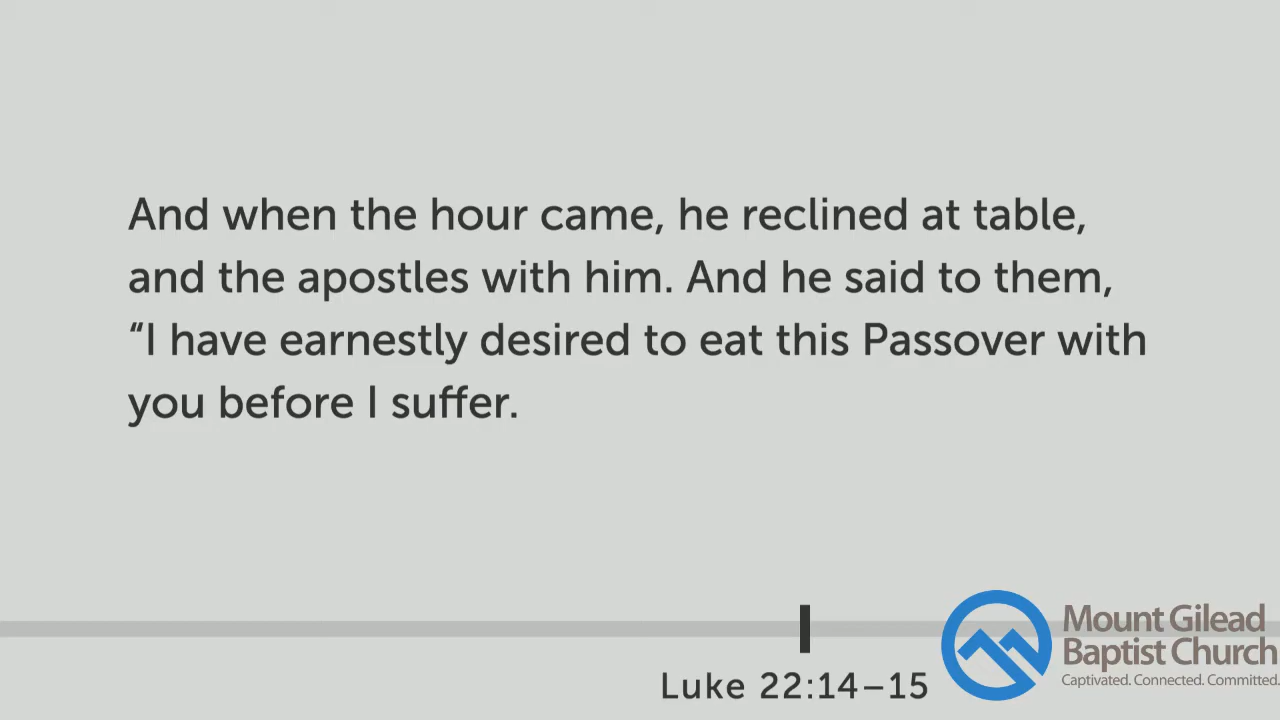 And when the hour came, he reclined at table,
and the apostles with him. And he said to them,
“I have earnestly desired to eat this Passover with
you before I suffer.
Luke 22:14–15
Mount Gilead
Baptist Church
Captivated. Connected. Committed.